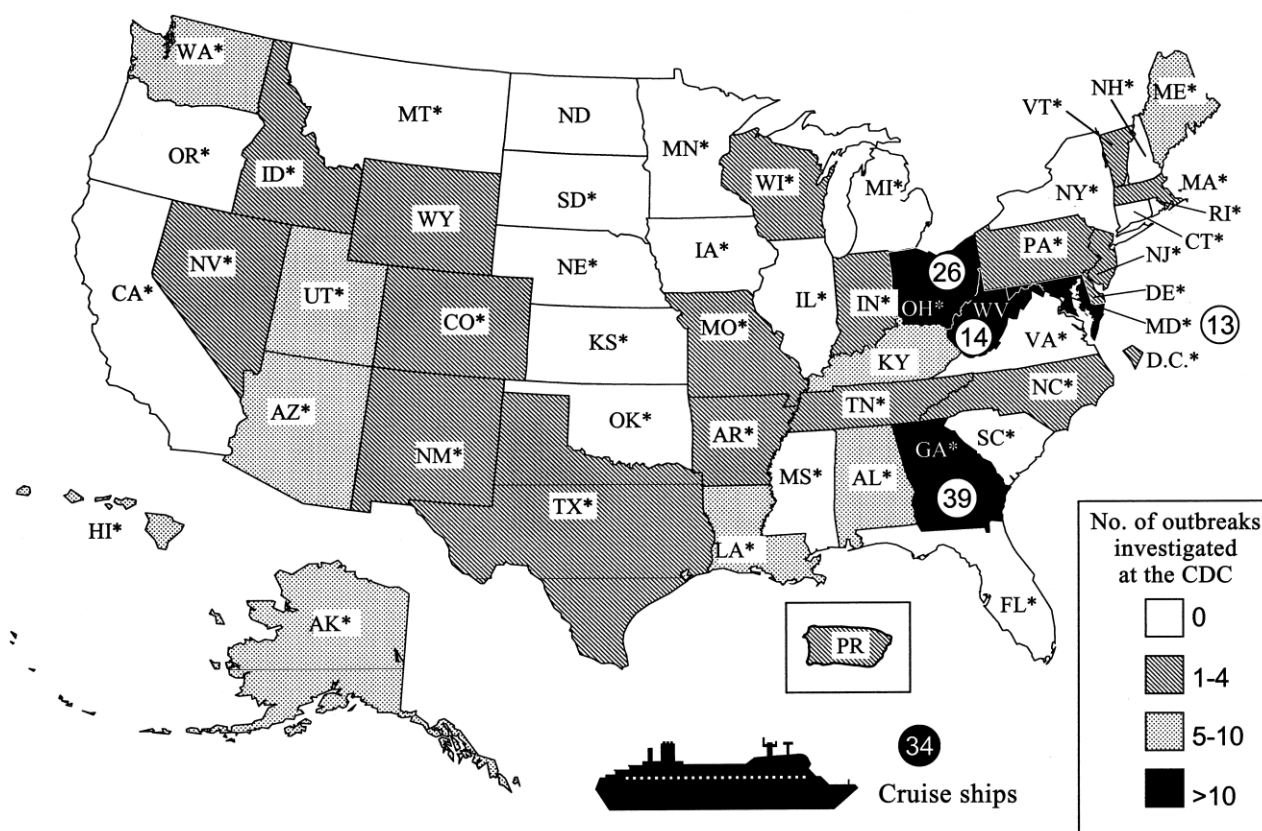 WA*
MT*
ND
MN*
VT*
NH*
ME*
OR*
ID*
WY
SD*
WI*
MI*
NY*
MA*
RI*
CT*
NV*
UT*
CO*
NE*
IA*
IL*
IN*
26
OH*
PA*
NJ*
DE*
MD* 13
D.C.*
CA*
KS*
MO*
KY
WV
14
VA*
AZ*
NM*
OK*
AR*
TN*
NC*
SC*
TX*
LA*
MS*
AL*
GA*
39
FL*
HI*
AK*
PR
34
Cruise ships
No. of outbreaks
investigated
at the CDC
0
1-4
5-10
>10